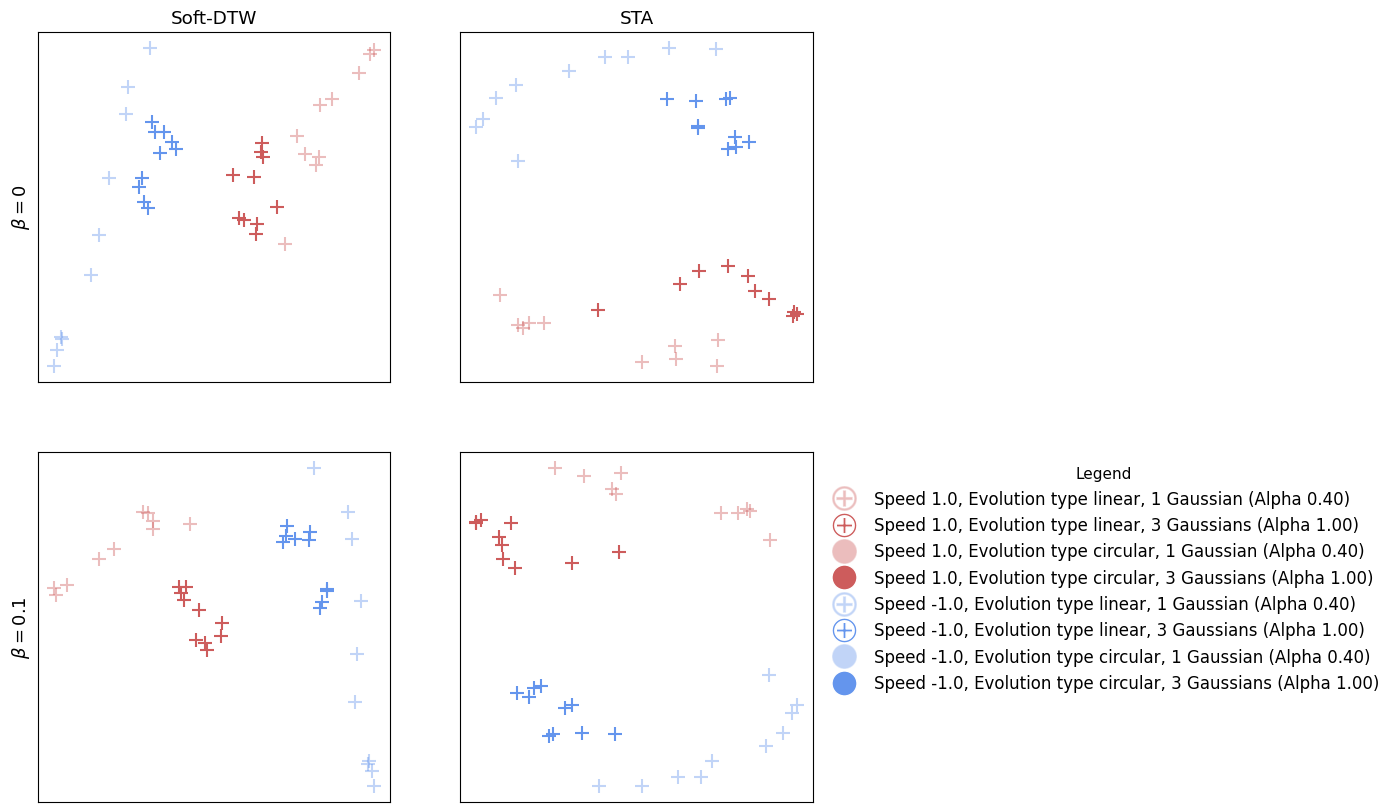 Soft-DTW
STA
β = 0
β = 0.1
Legend
Speed 1.0, Evolution type linear, 1 Gaussian (Alpha 0.40)
Speed 1.0, Evolution type linear, 3 Gaussians (Alpha 1.00)
Speed 1.0, Evolution type circular, 1 Gaussian (Alpha 0.40)
Speed 1.0, Evolution type circular, 3 Gaussians (Alpha 1.00)
Speed -1.0, Evolution type linear, 1 Gaussian (Alpha 0.40)
Speed -1.0, Evolution type linear, 3 Gaussians (Alpha 1.00)
Speed -1.0, Evolution type circular, 1 Gaussian (Alpha 0.40)
Speed -1.0, Evolution type circular, 3 Gaussians (Alpha 1.00)